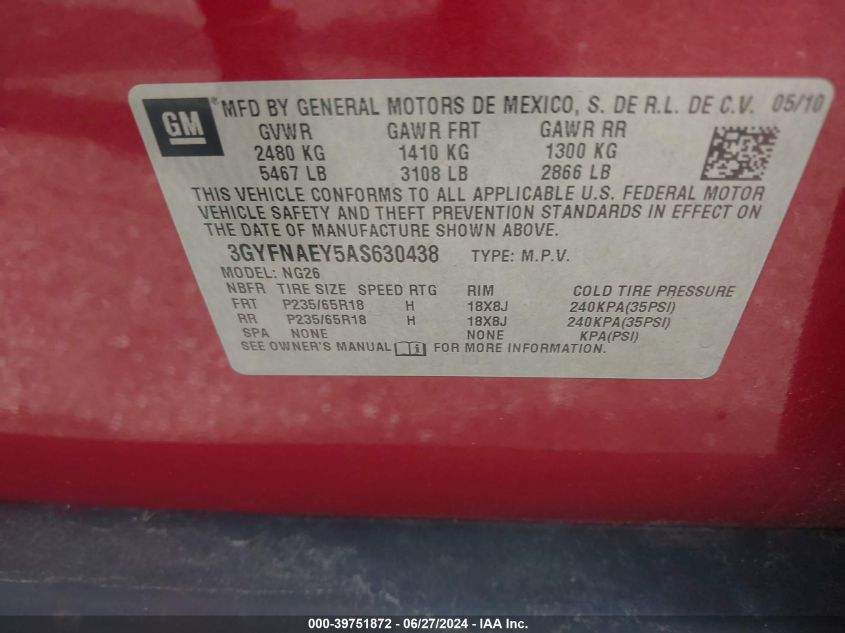 GM® MFD BY GENERAL MOTORS DE MEXICO, S. DE R.L. DE C.V. 05/10
GVWR GAWR FRT GAWR RR
2480 KG 1410 KG 1300 KG
5467 LB 3108 LB 2866 LB
THIS VEHICLE CONFORMS TO ALL APPLICABLE U.S. FEDERAL MOTOR
VEHICLE SAFETY AND THEFT PREVENTION STANDARDS IN EFFECT ON
THE DATE OF MANUFACTURE SHOWN ABOVE.
3GYFNAEY5AS630438 TYPE: M.P.V.
MODEL: NG26
NBFR TIRE SIZE SPEED RTG RIM COLD TIRE PRESSURE
FRT P235/65R18 H 18X8J 240KPA(35PSI)
RR P235/65R18 H 18X8J 240KPA(35PSI)
SPA NONE NONE KPA(PSI)
SEE OWNER'S MANUAL FOR MORE INFORMATION.
000-39751872 - 06/27/2024 - IAA Inc.